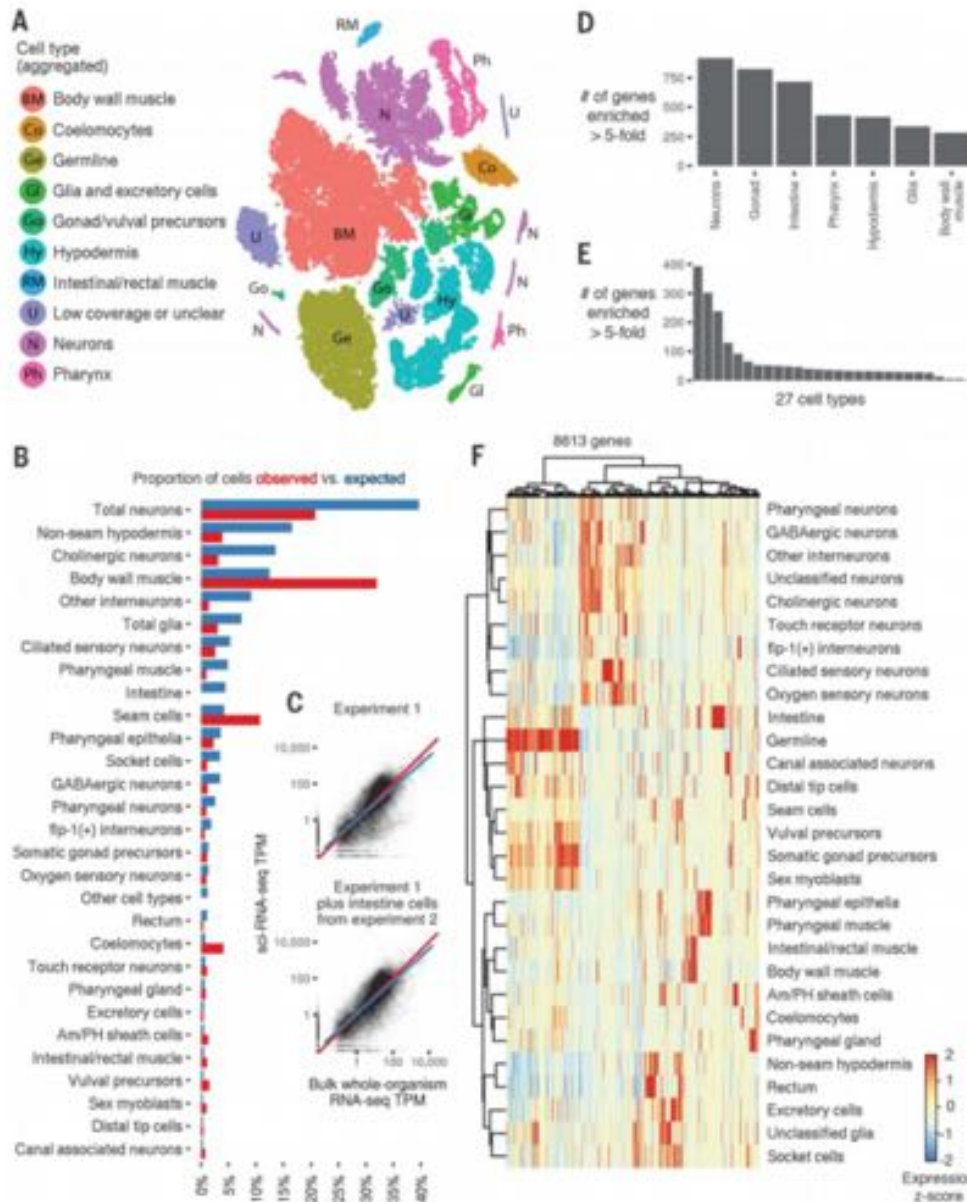 A
Cell type
(aggregated)
BM Body wall muscle
Co Coelomocytes
Ge Germline
Gl Glia and excretory cells
Go Gonad/vulval precursors
Hy Hypodermis
RM Intestinal/rectal muscle
U Low coverage or unclear
N Neurons
Ph Pharynx
RM
Ph
N
U
Co
Gl
BM
U
N
Go
N
Go
Hy
U
N
Ge
Ph
Gl
D
# of genes
enriched
> 5-fold
750
500
250
0
Neurons
Gonad
Intestine
Pharynx
Hypodermis
Glia
Body wall
muscle
E
# of genes
enriched
> 5-fold
400
300
200
100
0
27 cell types
B
Proportion of cells observed vs. expected
Total neurons
Non-seam hypodermis
Cholinergic neurons
Body wall muscle
Other interneurons
Total glia
Ciliated sensory neurons
Pharyngeal muscle
Intestine
Seam cells
Pharyngeal epithelia
Socket cells
GABAergic neurons
Pharyngeal neurons
flp-1(+) interneurons
Somatic gonad precursors
Oxygen sensory neurons
Other cell types
Rectum
Coelomocytes
Touch receptor neurons
Pharyngeal gland
Excretory cells
Am/PH sheath cells
Intestinal/rectal muscle
Vulval precursors
Sex myoblasts
Distal tip cells
Canal associated neurons
0%
5%
10%
15%
20%
25%
30%
35%
40%
C
Experiment 1
10,000
100
1
sci-RNA-seq TPM
Experiment 1
plus intestine cells
from experiment 2
10,000
100
1
1 100 10,000
Bulk whole-organism
RNA-seq TPM
F
8613 genes
Pharyngeal neurons
GABAergic neurons
Other interneurons
Unclassified neurons
Cholinergic neurons
Touch receptor neurons
flp-1(+) interneurons
Ciliated sensory neurons
Oxygen sensory neurons
Intestine
Germline
Canal associated neurons
Distal tip cells
Seam cells
Vulval precursors
Somatic gonad precursors
Sex myoblasts
Pharyngeal epithelia
Pharyngeal muscle
Intestinal/rectal muscle
Body wall muscle
Am/PH sheath cells
Coelomocytes
Pharyngeal gland
Non-seam hypodermis
Rectum
Excretory cells
Unclassified glia
Socket cells
2
1
0
-1
-2
Expression
z-score